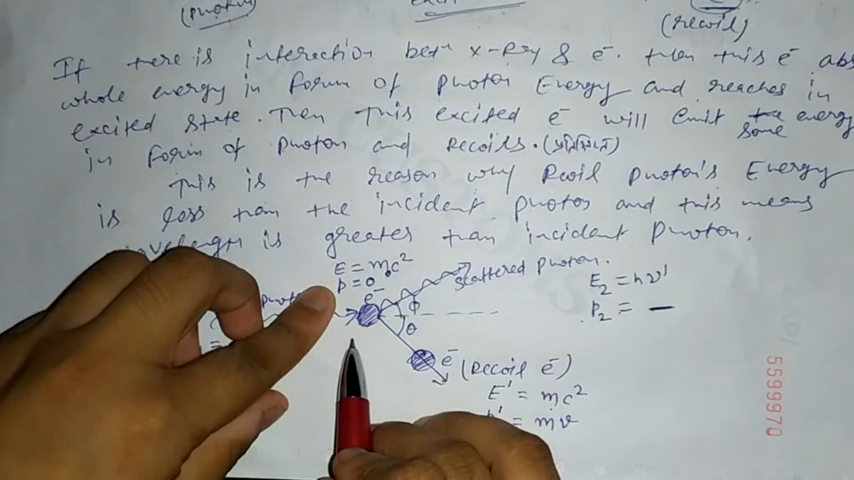 (photon)
(recoil)
If there is interaction betn x-Ray & e-. then this e- abs
whole energy in form of photon Energy and reaches in
excited state. Then this excited e- will emit some energy
in form of photon and recoils.
This is the reason why Recoil photon's Energy
is less than the incident photon and this means
wavelength is greater than incident photon.
E = m₀c²
p = 0
e-
scattered photon.
E₂ = hν'
P₂ = —
φ
θ
e- (Recoil e-)
E' = mc²
p' = mv
5599970